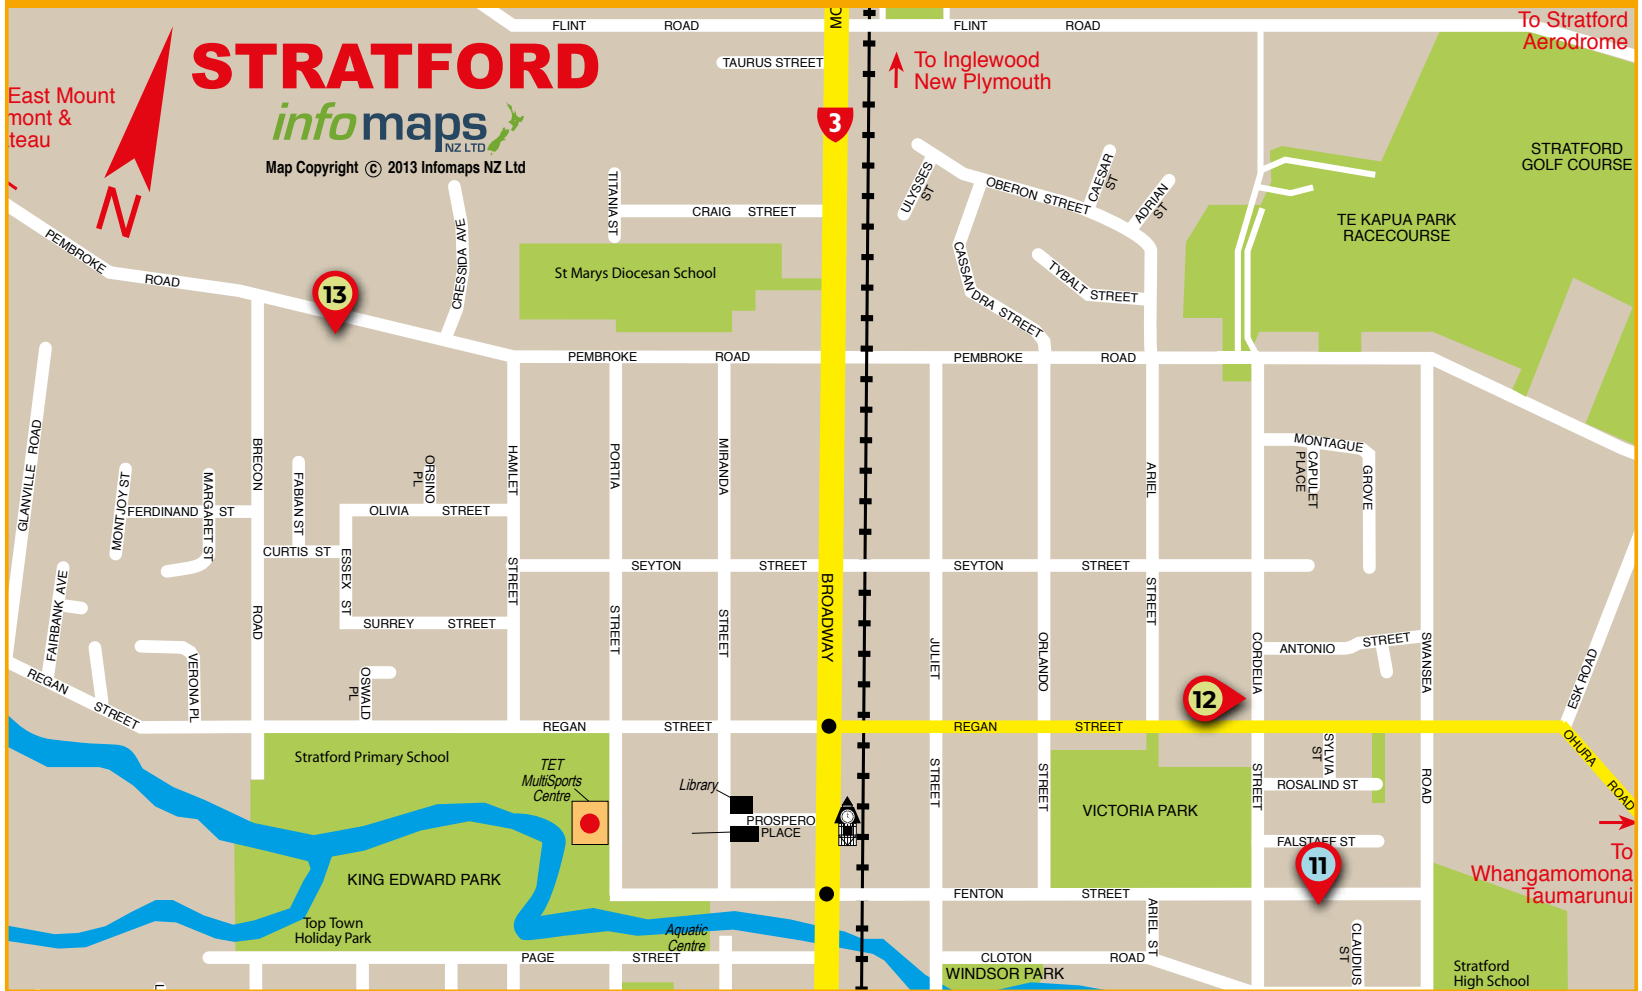 FLINT ROAD
FLINT ROAD
To Stratford
Aerodrome
STRATFORD
info maps
NZ LTD
Map Copyright © 2013 Infomaps NZ Ltd
East Mount
mont &
teau
N
TAURUS STREET
3
To Inglewood
New Plymouth
STRATFORD
GOLF COURSE
TE KAPUA PARK
RACECOURSE
ULYSSES ST
OBERON STREET
CAESAR ST
ADRIAN ST
CASSANDRA STREET
TYBALT STREET
TITANIA ST
CRAIG STREET
CRESSIDA AVE
St Marys Diocesan School
PEMBROKE ROAD
13
PEMBROKE ROAD
PEMBROKE ROAD
GLANVILLE ROAD
BRECON ROAD
HAMLET STREET
PORTIA STREET
MIRANDA STREET
BROADWAY
ARIEL STREET
MONTAGUE GROVE
CAPULET
PLACE
MONTJOY ST
FERDINAND ST
MARGARET ST
FABIAN ST
ORSINO
PL
OLIVIA STREET
CURTIS ST
ESSEX ST
SURREY STREET
SEYTON STREET
SEYTON STREET
FAIRBANK AVE
VERONA PL
OSWALD
PL
JULIET STREET
ORLANDO STREET
CORDELIA STREET
ANTONIO STREET
SWANSEA ROAD
ESK ROAD
REGAN STREET
REGAN STREET
REGAN STREET
12
OHURA ROAD
SYLVIA
ST
ROSALIND ST
FALSTAFF ST
11
To
Whangamomona
Taumarunui
Stratford Primary School
TET
MultiSports
Centre
Library
PROSPERO
PLACE
VICTORIA PARK
KING EDWARD PARK
FENTON STREET
Top Town
Holiday Park
Aquatic
Centre
PAGE STREET
CLOTON ROAD
WINDSOR PARK
ARIEL ST
CLAUDIUS
ST
Stratford
High School